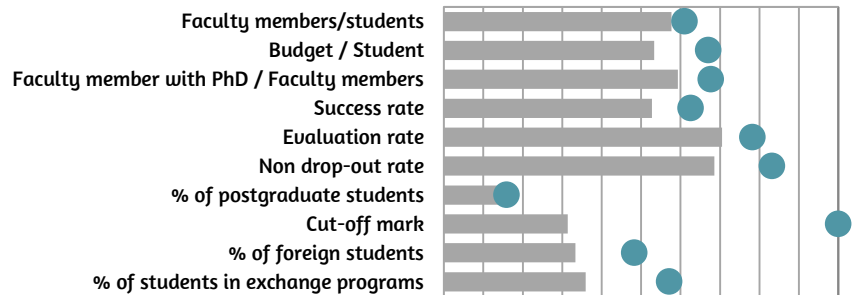 Faculty members/students
Budget / Student
Faculty member with PhD / Faculty members
Success rate
Evaluation rate
Non drop-out rate
% of postgraduate students
Cut-off mark
% of foreign students
% of students in exchange programs